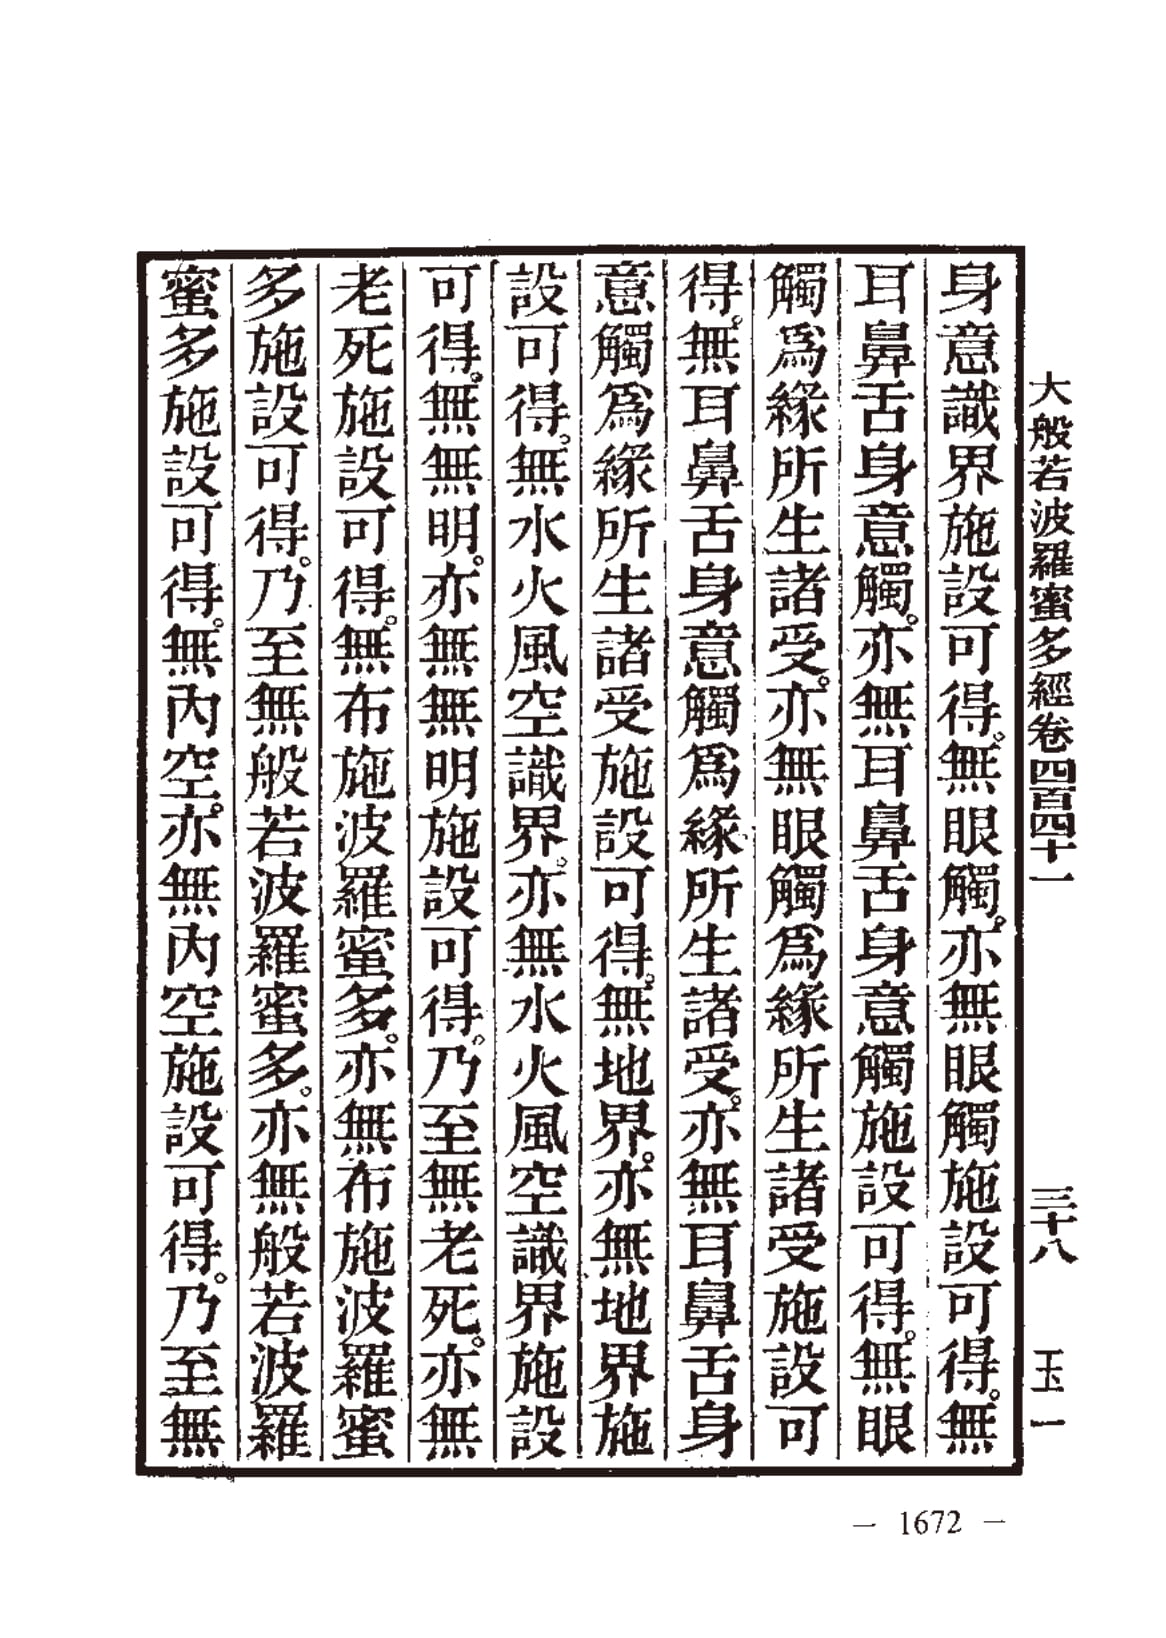 大般若波羅蜜多經卷四百四十一 三十八 玉一
身意識界施設可得。無眼觸。亦無眼觸施設可得。無
耳鼻舌身意觸。亦無耳鼻舌身意觸施設可得。無眼
觸爲緣所生諸受。亦無眼觸爲緣所生諸受施設可
得。無耳鼻舌身意觸爲緣所生諸受。亦無耳鼻舌身
意觸爲緣所生諸受施設可得。無地界。亦無地界施
設可得。無水火風空識界。亦無水火風空識界施設
可得。無無明。亦無無明施設可得。乃至無老死。亦無
老死施設可得。無布施波羅蜜多。亦無布施波羅蜜
多施設可得。乃至無般若波羅蜜多。亦無般若波羅
蜜多施設可得。無內空。亦無內空施設可得。乃至無
— 1672 —